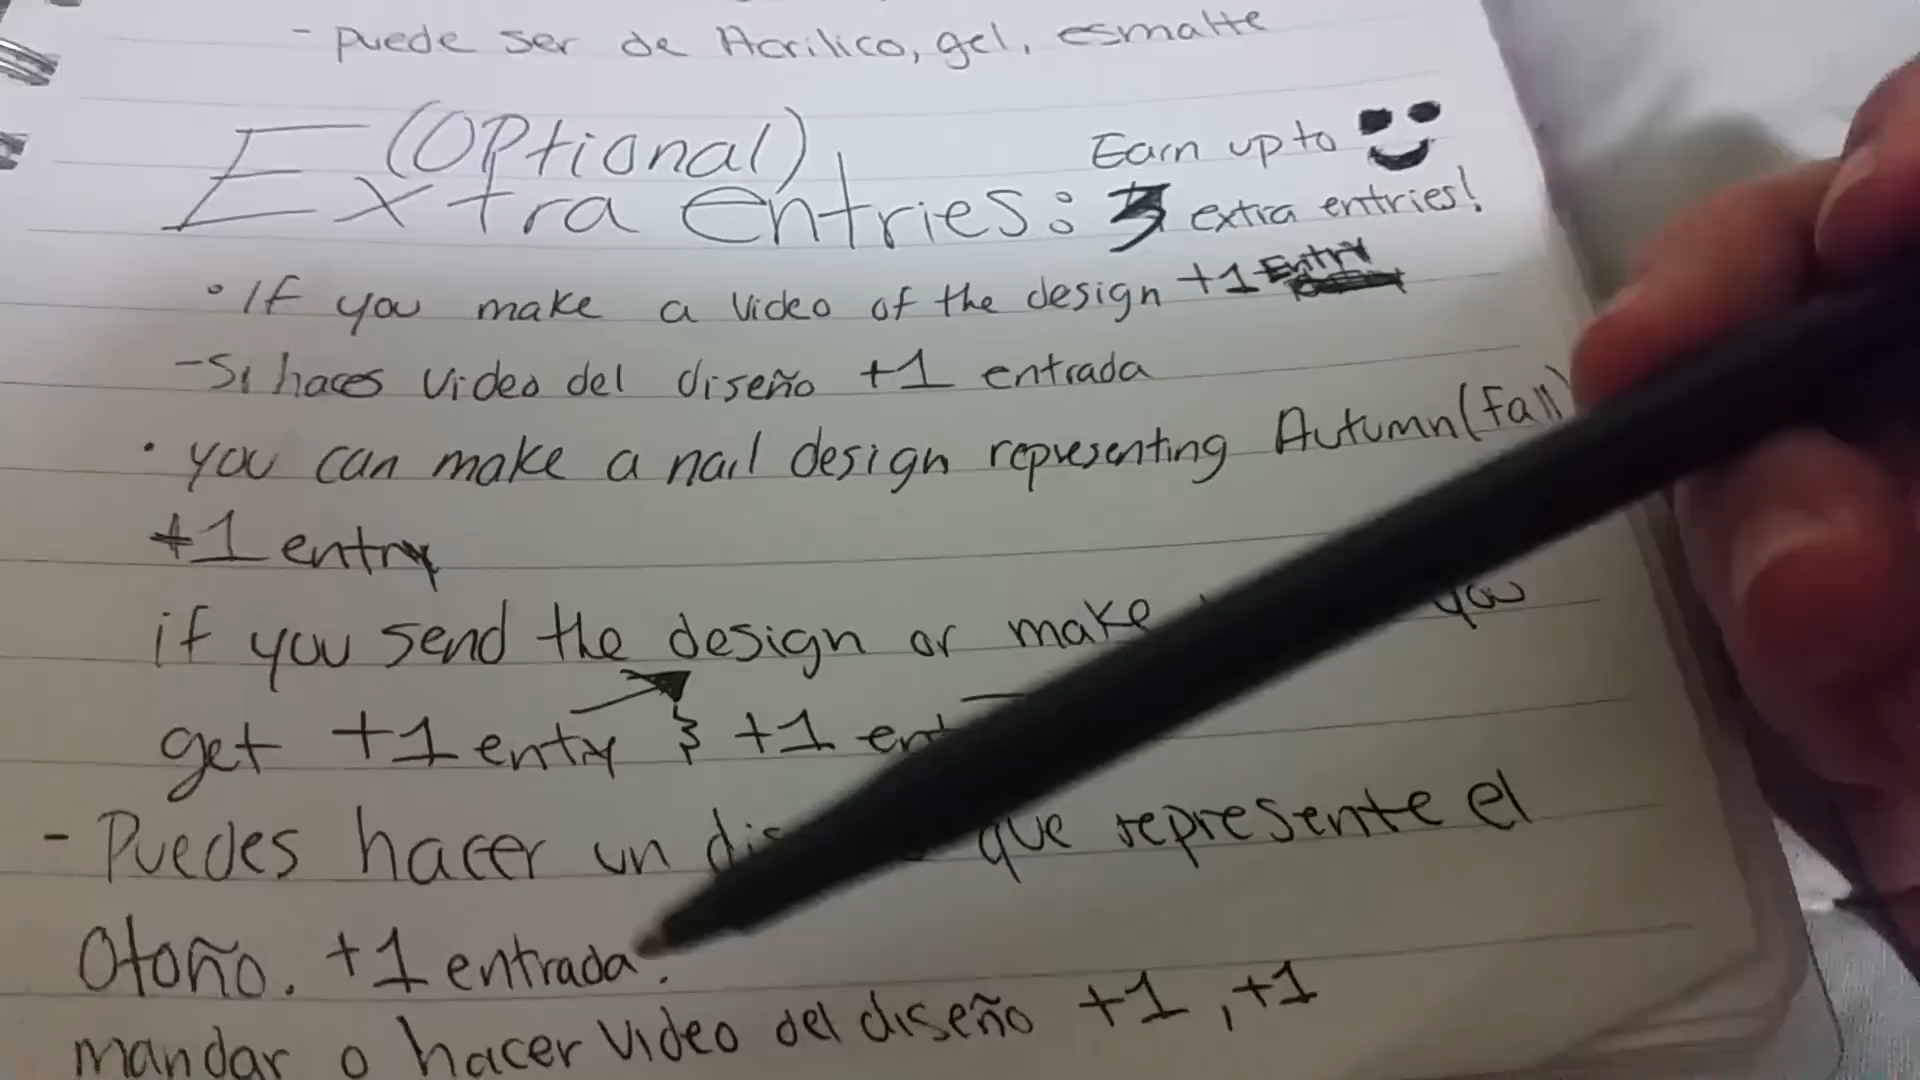 - puede ser de Acrilico, gel, esmalte
(Optional)
Earn up to
Extra entries: 3 extra entries!
• If you make a video of the design +1 Entry
- Si haces video del diseño +1 entrada
• you can make a nail design representing Autumn (fall)
+1 entry
if you send the design or make you
get +1 enty & +1
- Puedes hacer un que represente el
Otoño. +1 entrada.
mandar o hacer video del diseño +1, +1